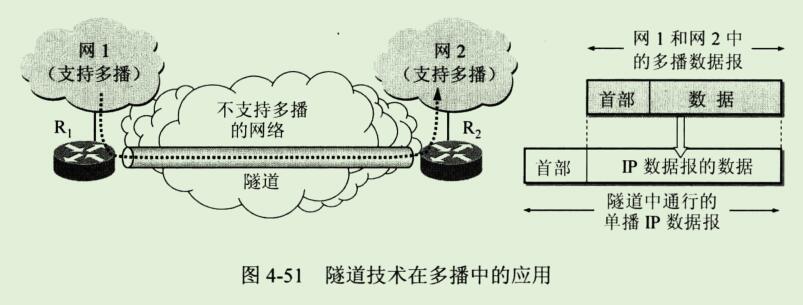 网 1
（支持多播）
网 2
（支持多播）
不支持多播
的网络
R1
R2
隧道
网 1 和网 2 中
的多播数据报
首部
数 据
首部
IP 数据报的数据
隧道中通行的
单播 IP 数据报
图 4-51 隧道技术在多播中的应用